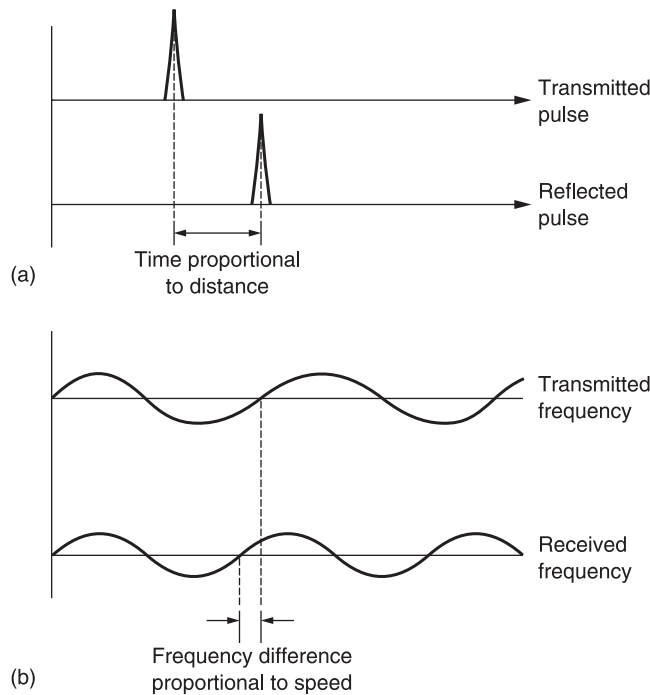 Transmitted
pulse
Reflected
pulse
Time proportional
to distance
(a)
Transmitted
frequency
Received
frequency
Frequency difference
proportional to speed
(b)